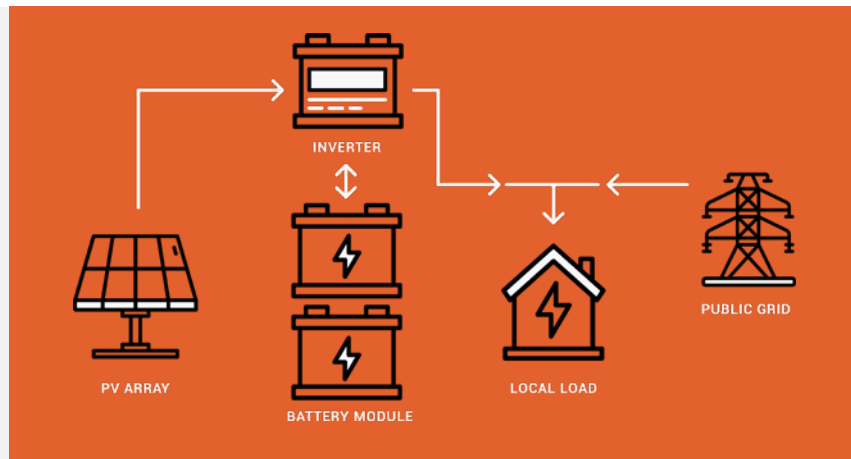 INVERTER
PUBLIC GRID
PV ARRAY
LOCAL LOAD
BATTERY MODULE